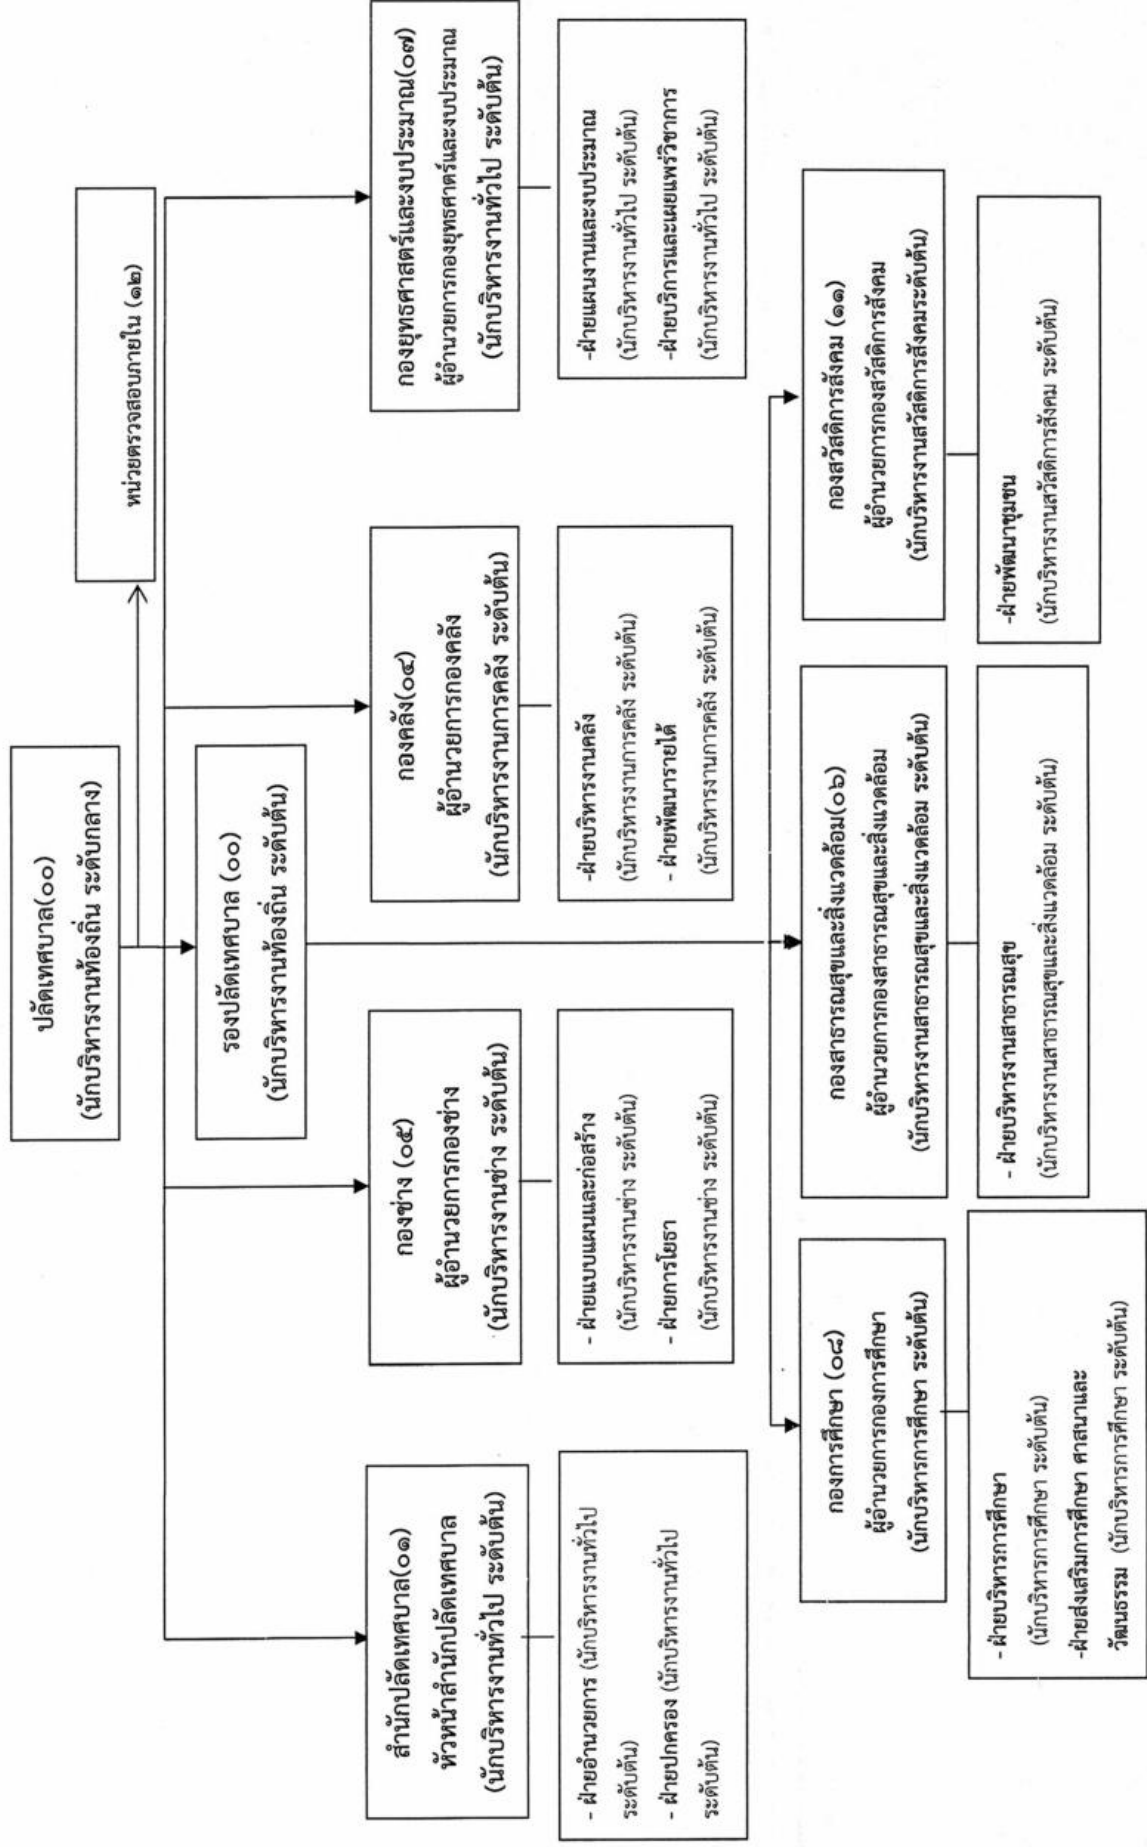 ปลัดเทศบาล(๐๐)
(นักบริหารงานท้องถิ่น ระดับกลาง)
หน่วยตรวจสอบภายใน (๑๒)
รองปลัดเทศบาล (๐๐)
(นักบริหารงานท้องถิ่น ระดับต้น)
สำนักปลัดเทศบาล(๐๑)
หัวหน้าสำนักปลัดเทศบาล
(นักบริหารงานทั่วไป ระดับต้น)
- ฝ่ายอำนวยการ (นักบริหารงานทั่วไป
ระดับต้น)
- ฝ่ายปกครอง (นักบริหารงานทั่วไป
ระดับต้น)
กองช่าง (๐๕)
ผู้อำนวยการกองช่าง
(นักบริหารงานช่าง ระดับต้น)
- ฝ่ายแบบแผนและก่อสร้าง
(นักบริหารงานช่าง ระดับต้น)
- ฝ่ายการโยธา
(นักบริหารงานช่าง ระดับต้น)
กองคลัง(๐๔)
ผู้อำนวยการกองคลัง
(นักบริหารงานการคลัง ระดับต้น)
-ฝ่ายบริหารงานคลัง
(นักบริหารงานการคลัง ระดับต้น)
- ฝ่ายพัฒนารายได้
(นักบริหารงานการคลัง ระดับต้น)
กองยุทธศาสตร์และงบประมาณ(๐๗)
ผู้อำนวยการกองยุทธศาตร์และงบประมาณ
(นักบริหารงานทั่วไป ระดับต้น)
-ฝ่ายแผนงานและงบประมาณ
(นักบริหารงานทั่วไป ระดับต้น)
-ฝ่ายบริการและเผยแพร่วิชาการ
(นักบริหารงานทั่วไป ระดับต้น)
กองการศึกษา (๐๘)
ผู้อำนวยการกองการศึกษา
(นักบริหารการศึกษา ระดับต้น)
- ฝ่ายบริหารการศึกษา
(นักบริหารการศึกษา ระดับต้น)
-ฝ่ายส่งเสริมการศึกษา ศาสนาและ
วัฒนธรรม (นักบริหารการศึกษา ระดับต้น)
กองสาธารณสุขและสิ่งแวดล้อม(๐๖)
ผู้อำนวยการกองสาธารณสุขและสิ่งแวดล้อม
(นักบริหารงานสาธารณสุขและสิ่งแวดล้อม ระดับต้น)
- ฝ่ายบริหารงานสาธารณสุข
(นักบริหารงานสาธารณสุขและสิ่งแวดล้อม ระดับต้น)
กองสวัสดิการสังคม (๑๑)
ผู้อำนวยการกองสวัสดิการสังคม
(นักบริหารงานสวัสดิการสังคมระดับต้น)
-ฝ่ายพัฒนาชุมชน
(นักบริหารงานสวัสดิการสังคม ระดับต้น)